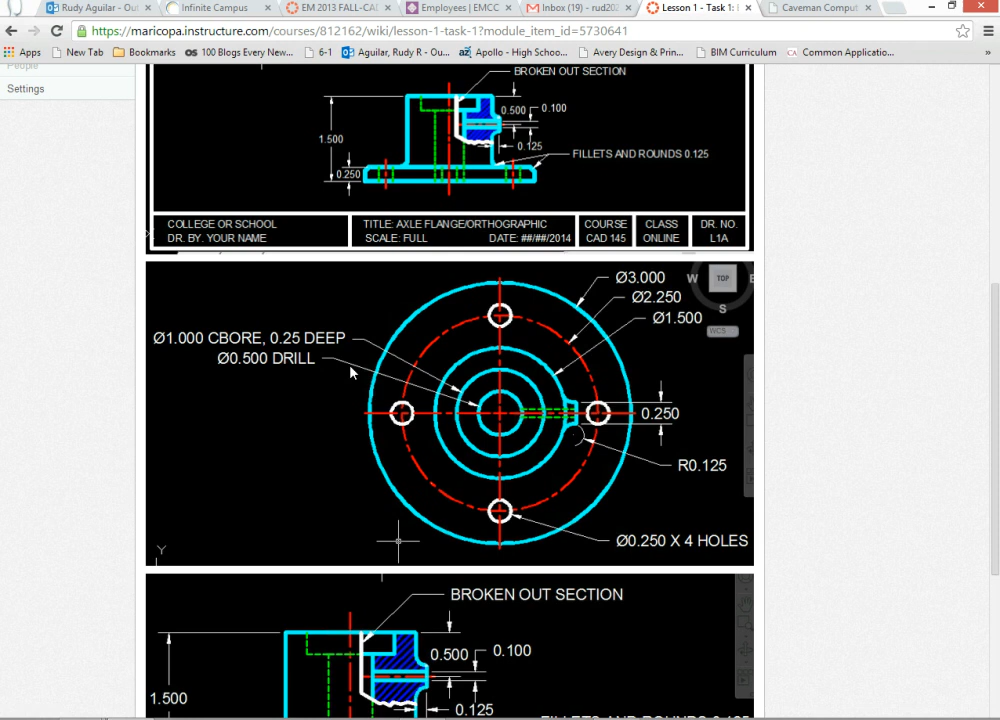 Rudy Aguilar - Out
Infinite Campus
EM 2013 FALL-CAL
Employees | EMCC
Inbox (19) – rud202
Lesson 1 - Task 1: I
Caveman Comput
https://maricopa.instructure.com/courses/812162/wiki/lesson-1-task-1?module_item_id=5730641
Apps
New Tab
Bookmarks
100 Blogs Every New...
6-1
Aguilar, Rudy R - Ou...
Apollo - High Schoo...
Avery Design & Prin...
BIM Curriculum
Common Applicatio...
»
People
Settings
BROKEN OUT SECTION
0.500
0.100
1.500
0.125
FILLETS AND ROUNDS 0.125
0.250
COLLEGE OR SCHOOL
DR. BY. YOUR NAME
TITLE: AXLE FLANGE/ORTHOGRAPHIC
SCALE: FULL DATE: ##/##/2014
COURSE
CAD 145
CLASS
ONLINE
DR. NO.
L1A
Ø3.000
W
TOP
S
WCS
Ø2.250
Ø1.500
Ø1.000 CBORE, 0.25 DEEP
Ø0.500 DRILL
0.250
R0.125
Ø0.250 X 4 HOLES
Y
BROKEN OUT SECTION
0.500
0.100
1.500
0.125